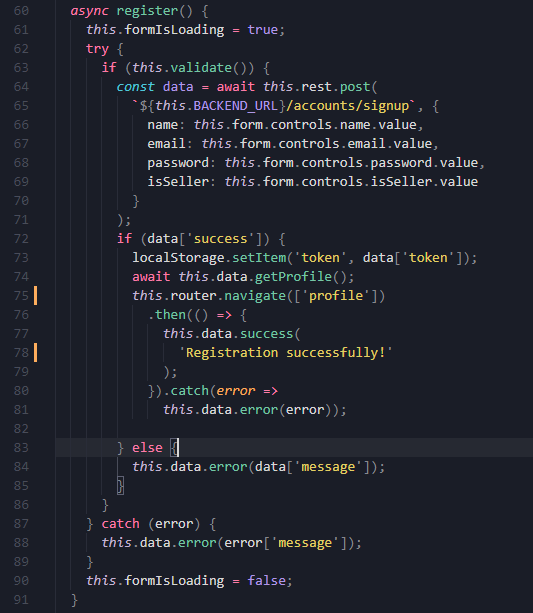 60 async register() {
61 this.formIsLoading = true;
62 try {
63 if (this.validate()) {
64 const data = await this.rest.post(
65 `${this.BACKEND_URL}/accounts/signup`, {
66 name: this.form.controls.name.value,
67 email: this.form.controls.email.value,
68 password: this.form.controls.password.value,
69 isSeller: this.form.controls.isSeller.value
70 }
71 );
72 if (data['success']) {
73 localStorage.setItem('token', data['token']);
74 await this.data.getProfile();
75 this.router.navigate(['profile'])
76 .then(() => {
77 this.data.success(
78 'Registration successfully!'
79 );
80 }).catch(error =>
81 this.data.error(error));
82
83 } else {
84 this.data.error(data['message']);
85 }
86 }
87 } catch (error) {
88 this.data.error(error['message']);
89 }
90 this.formIsLoading = false;
91 }